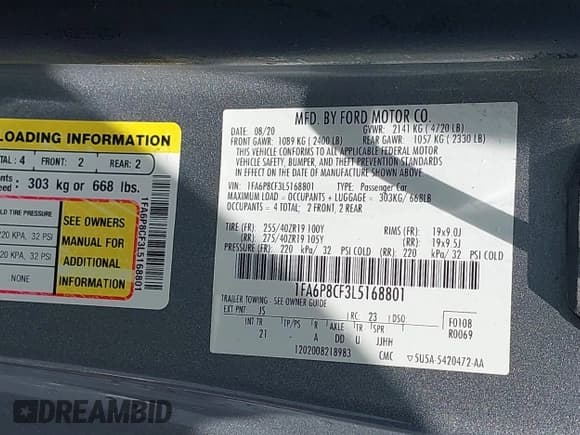 LOADING INFORMATION
TAL: 4 FRONT: 2 REAR: 2
303 kg or 668 lbs.
LD TIRE PRESSURE
220 KPA, 32 PSI
220 KPA, 32 PSI
NONE
SEE OWNERS
MANUAL FOR
ADDITIONAL
INFORMATION
1FA6P8CF3L5168801
MFD. BY FORD MOTOR CO.
DATE: 08/20 GVWR: 2141 KG (4720 LB)
FRONT GAWR: 1089 KG (2400 LB) REAR GAWR: 1057 KG (2330 LB)
THIS VEHICLE CONFORMS TO ALL APPLICABLE FEDERAL MOTOR
VEHICLE SAFETY, BUMPER, AND THEFT PREVENTION STANDARDS
IN EFFECT ON THE DATE OF MANUFACTURE SHOWN ABOVE.
VIN: 1FA6P8CF3L5168801 TYPE: Passenger Car
MAXIMUM LOAD = OCCUPANTS + LUGGAGE = 303KG/ 668LB
OCCUPANTS = 4 TOTAL; 2 FRONT, 2 REAR
TIRE (FR): 255/40ZR19 100Y RIMS (FR): 19x9.0J
(RR): 275/40ZR19 105Y (RR): 19x9.5J
PRESSURE (FR): 220 kPa/ 32 PSI COLD (RR): 220 kPa/ 32 PSI COLD
1FA6P8CF3L5168801
TRAILER TOWING - SEE OWNER GUIDE
EXT PNT JS RC: 23 DSO: F0108
INT TR TP/PS R AXLE TR SPR R0069
21 - A DD U JJHH
1202008218983 CMC 5U5A-5420472-AA
DREAMBID